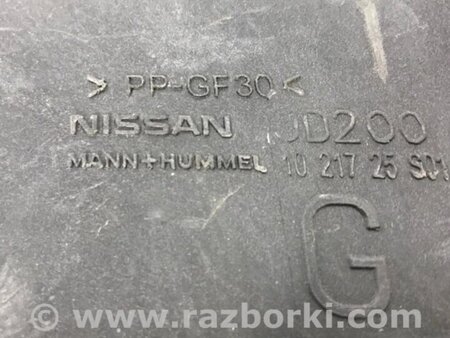 > PP-GF30 <
NISSAN JD200
MANN+HUMMEL 10 217 25 S01
G
© www.razborki.com